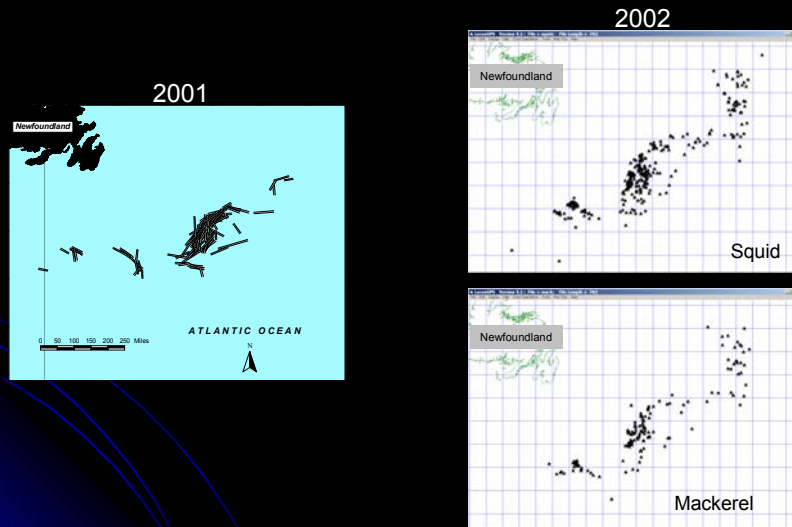 2001
Newfoundland
0 50 100 150 200 250 Miles
ATLANTIC OCEAN
N
2002
Newfoundland
Squid
Newfoundland
Mackerel